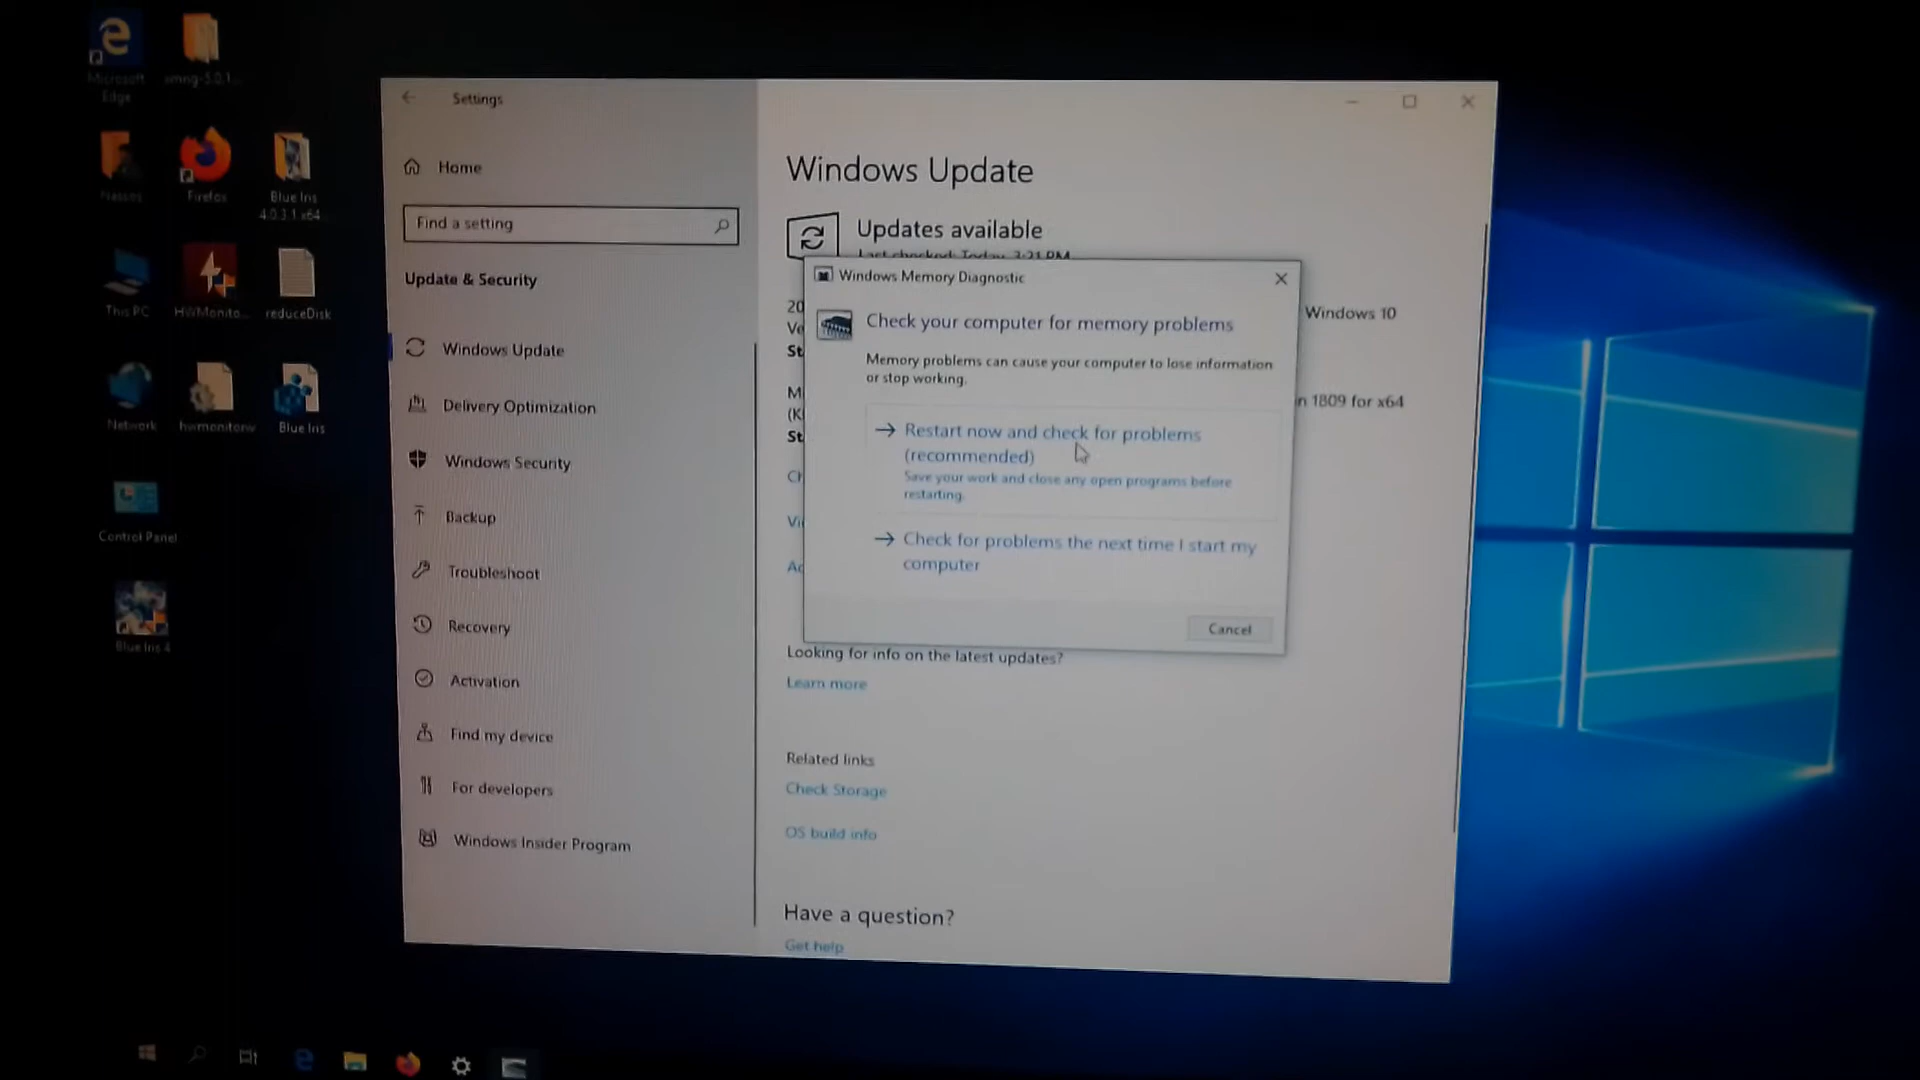 Microsoft
Edge
smng-5.0.1...
Firefox
Blue Iris
4.0.3.1 x64
This PC
HWMonito...
reduceDisk
Network
hwmonitorw
Blue Iris
Control Panel
Blue Iris 4
Settings
Home
Find a setting
Update & Security
Windows Update
Delivery Optimization
Windows Security
Backup
Troubleshoot
Recovery
Activation
Find my device
For developers
Windows Insider Program
Windows Update
Updates available
Last checked: Today, 3:21 PM
20
Windows 10
Ve
St
M
n 1809 for x64
(K
St
Ch
Vi
Ad
Windows Memory Diagnostic
Check your computer for memory problems
Memory problems can cause your computer to lose information
or stop working.
Restart now and check for problems
(recommended)
Save your work and close any open programs before
restarting.
Check for problems the next time I start my
computer
Cancel
Looking for info on the latest updates?
Learn more
Related links
Check Storage
OS build info
Have a question?
Get help